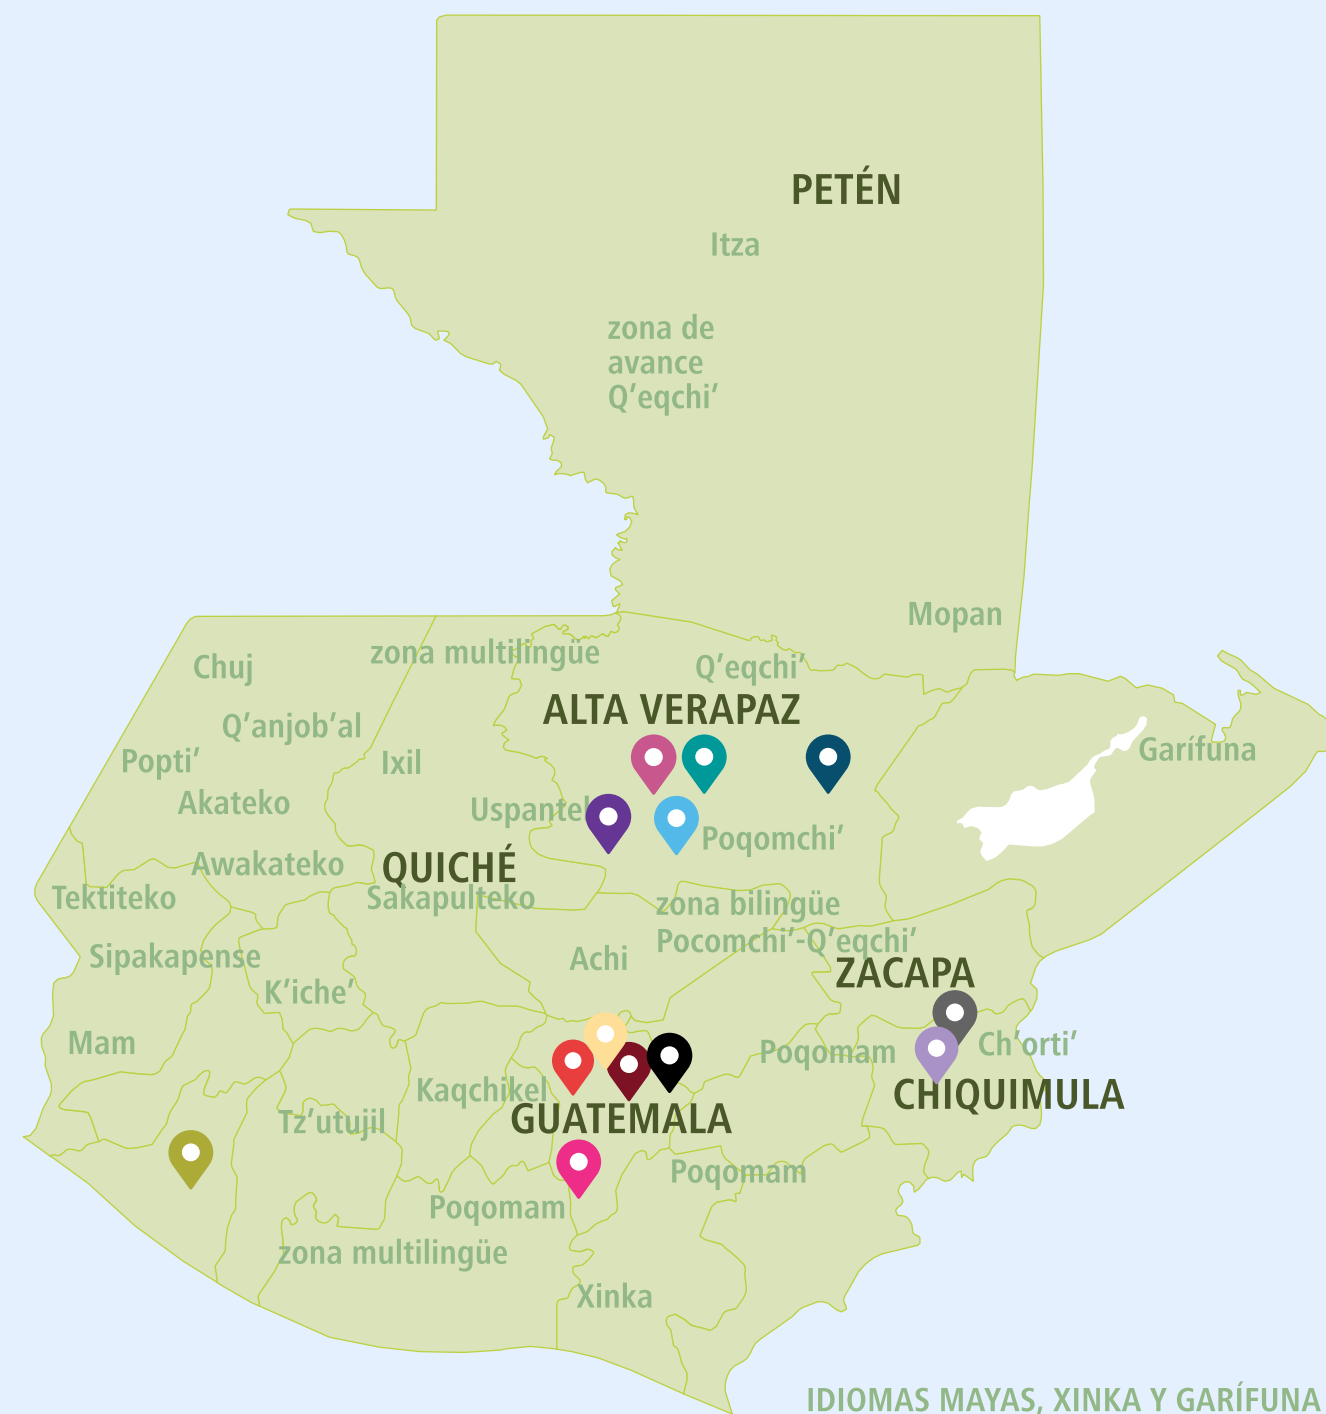 PETÉN
Itza
zona de
avance
Q’eqchi’
Mopan
Chuj
zona multilingüe
Q’eqchi’
ALTA VERAPAZ
Q’anjob’al
Popti’
Ixil
Garífuna
Akateko
Uspantek
Poqomchi’
Awakateko
QUICHÉ
Tektiteko
Sakapulteko
zona bilingüe
Pocomchi’-Q’eqchi’
Sipakapense
Achi
ZACAPA
K’iche’
Mam
Poqomam
Ch’orti’
Kaqchikel
CHIQUIMULA
GUATEMALA
Tz’utujil
Poqomam
Poqomam
zona multilingüe
Xinka
IDIOMAS MAYAS, XINKA Y GARÍFUNA